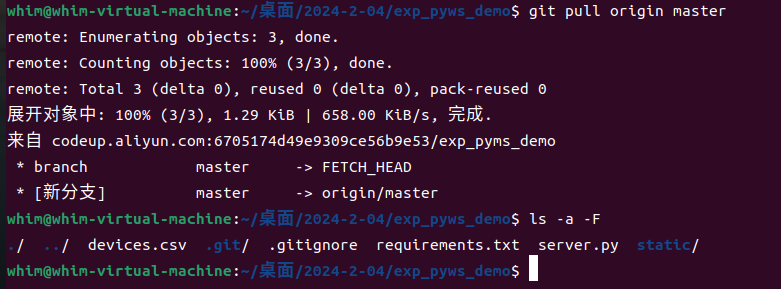 whim@whim-virtual-machine:~/桌面/2024-2-04/exp_pyws_demo$ git pull origin master
remote: Enumerating objects: 3, done.
remote: Counting objects: 100% (3/3), done.
remote: Total 3 (delta 0), reused 0 (delta 0), pack-reused 0
展开对象中: 100% (3/3), 1.29 KiB | 658.00 KiB/s, 完成.
来自 codeup.aliyun.com:6705174d49e9309ce56b9e53/exp_pyms_demo
 * branch            master     -> FETCH_HEAD
 * [新分支]          master     -> origin/master
whim@whim-virtual-machine:~/桌面/2024-2-04/exp_pyws_demo$ ls -a -F
./  ../  devices.csv  .git/  .gitignore  requirements.txt  server.py  static/
whim@whim-virtual-machine:~/桌面/2024-2-04/exp_pyws_demo$